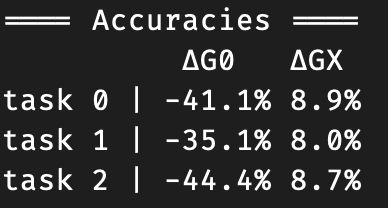 ════ Accuracies ════
ΔG0 ΔGX
task 0 | -41.1% 8.9%
task 1 | -35.1% 8.0%
task 2 | -44.4% 8.7%